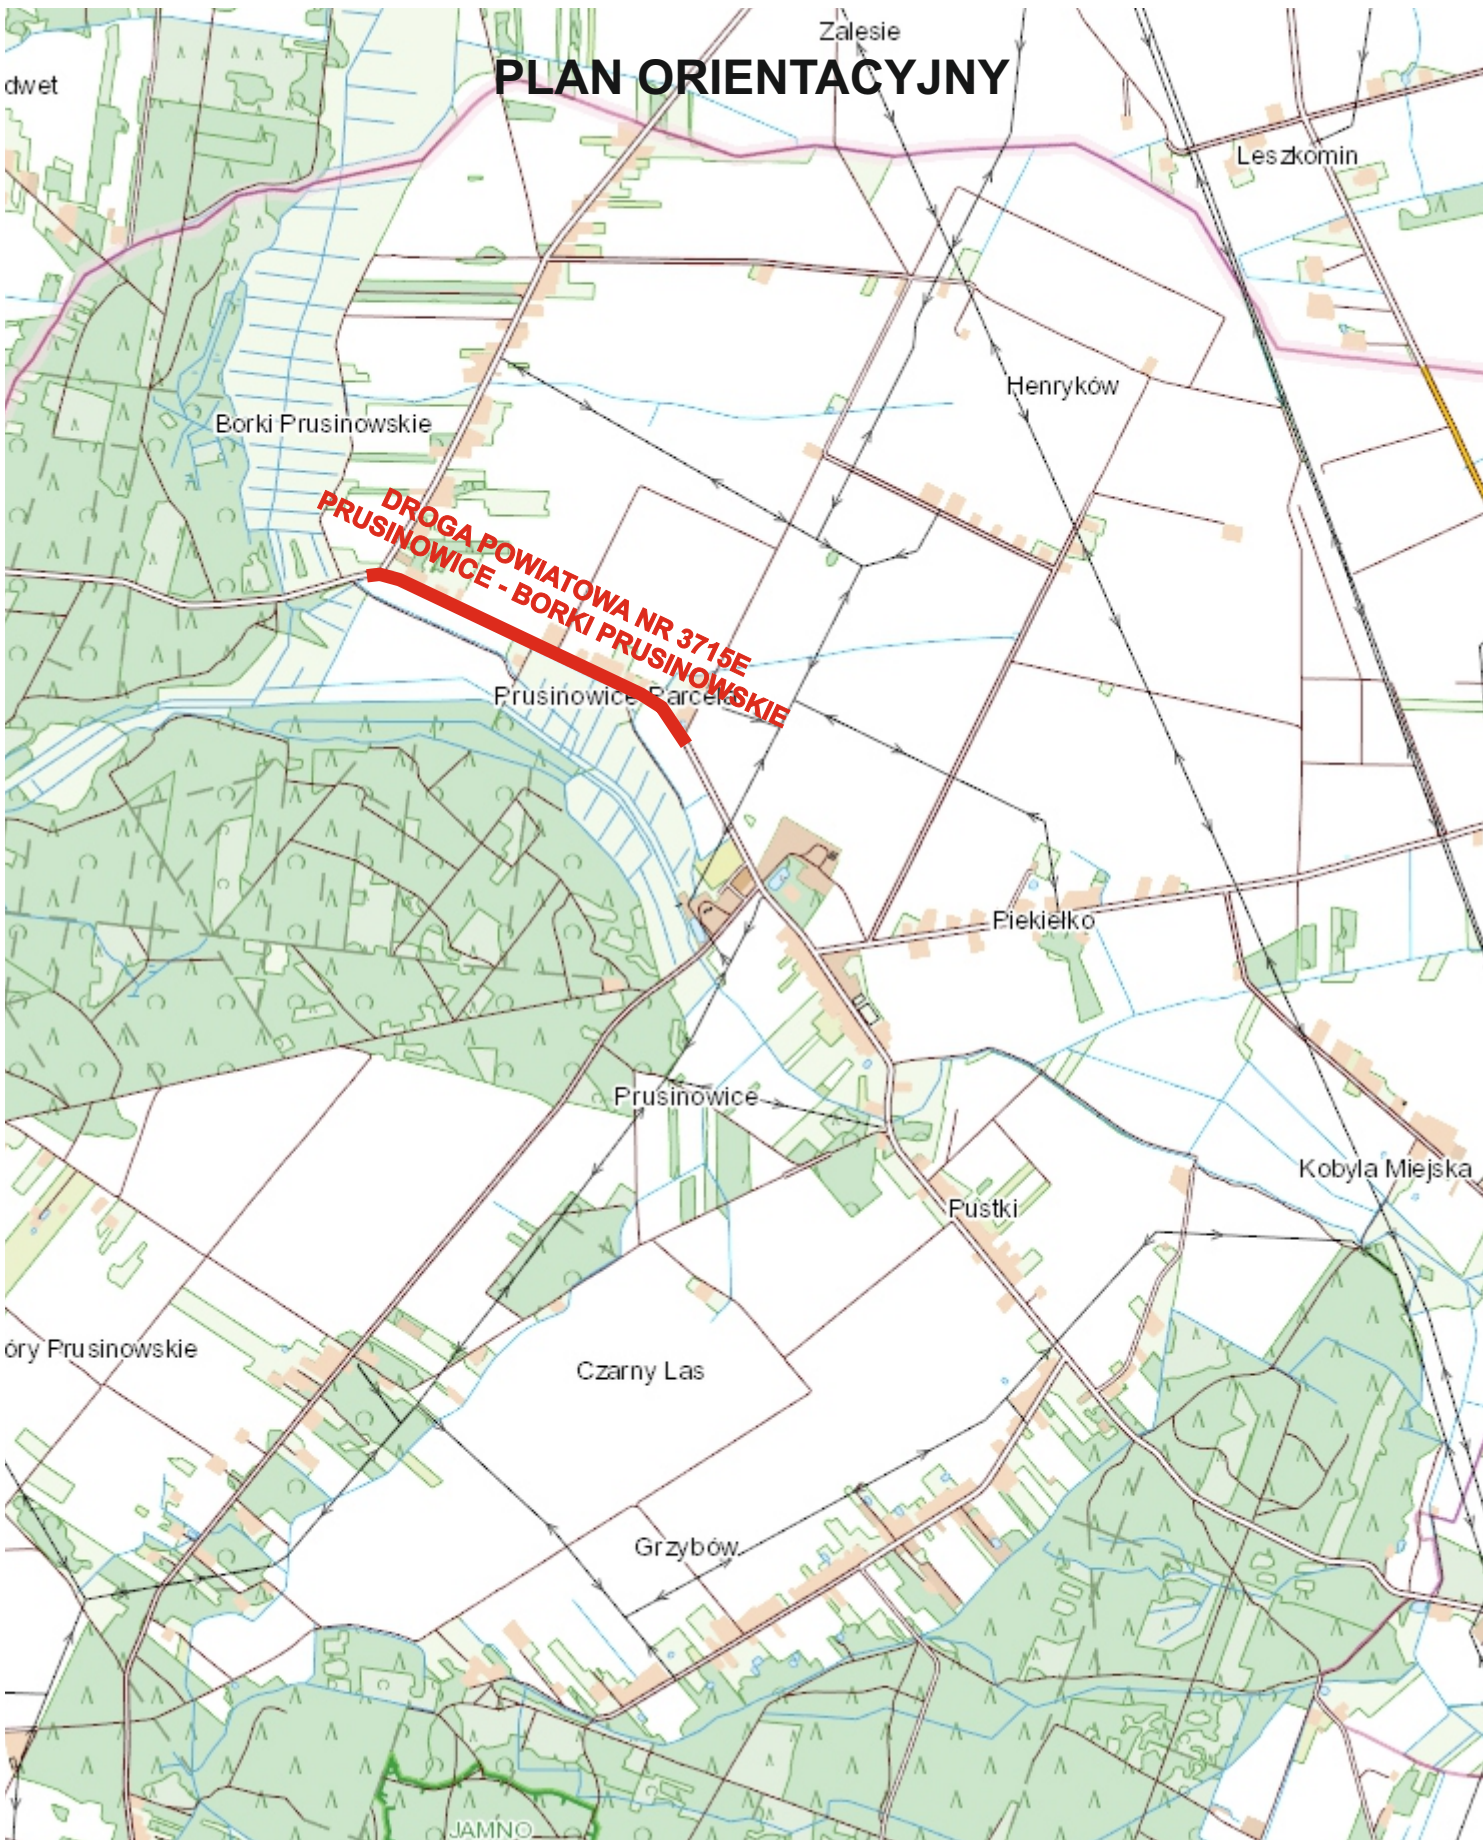 Zalesie
PLAN ORIENTACYJNY
dwet
Leszkomin
Henryków
Borki Prusinowskie
DROGA POWIATOWA NR 3715E
PRUSINOWICE - BORKI PRUSINOWSKIE
Prusinowice Parcela
Piekiełko
Prusinowice
Kobyla Miejska
Pustki
óry Prusinowskie
Czarny Las
Grzybów
JAMNO